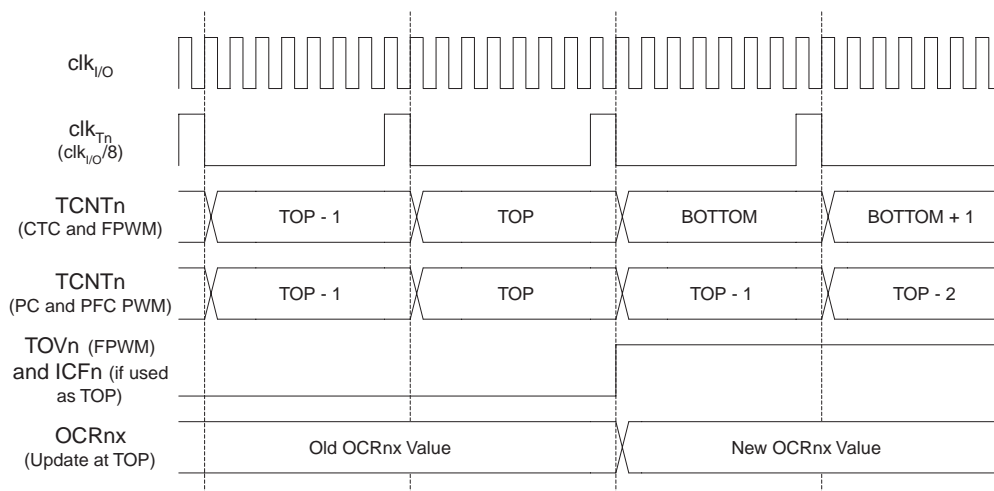 clkI/O
clkTn
(clkI/O/8)
TCNTn
(CTC and FPWM)
TOP - 1
TOP
BOTTOM
BOTTOM + 1
TCNTn
(PC and PFC PWM)
TOP - 1
TOP
TOP - 1
TOP - 2
TOVn (FPWM)
and ICFn (if used
as TOP)
OCRnx
(Update at TOP)
Old OCRnx Value
New OCRnx Value